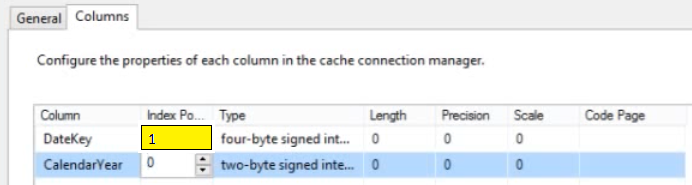 General Columns
Configure the properties of each column in the cache connection manager.
Column Index Po... Type Length Precision Scale Code Page
DateKey 1 four-byte signed int... 0 0 0
CalendarYear 0 two-byte signed inte... 0 0 0